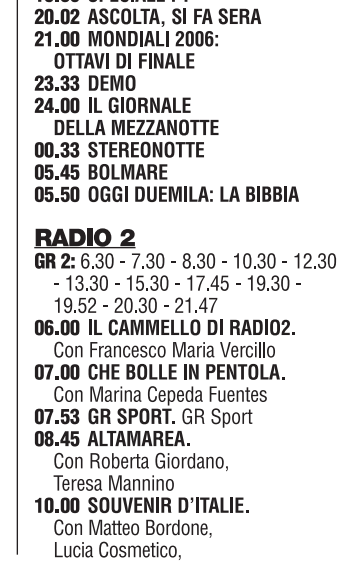 20.02 ASCOLTA, SI FA SERA
21.00 MONDIALI 2006:
OTTAVI DI FINALE
23.33 DEMO
24.00 IL GIORNALE
DELLA MEZZANOTTE
00.33 STEREONOTTE
05.45 BOLMARE
05.50 OGGI DUEMILA: LA BIBBIA
RADIO 2
GR 2: 6.30 - 7.30 - 8.30 - 10.30 - 12.30
- 13.30 - 15.30 - 17.45 - 19.30 -
19.52 - 20.30 - 21.47
06.00 IL CAMMELLO DI RADIO2.
Con Francesco Maria Vercillo
07.00 CHE BOLLE IN PENTOLA.
Con Marina Cepeda Fuentes
07.53 GR SPORT. GR Sport
08.45 ALTAMAREA.
Con Roberta Giordano,
Teresa Mannino
10.00 SOUVENIR D'ITALIE.
Con Matteo Bordone,
Lucia Cosmetico,